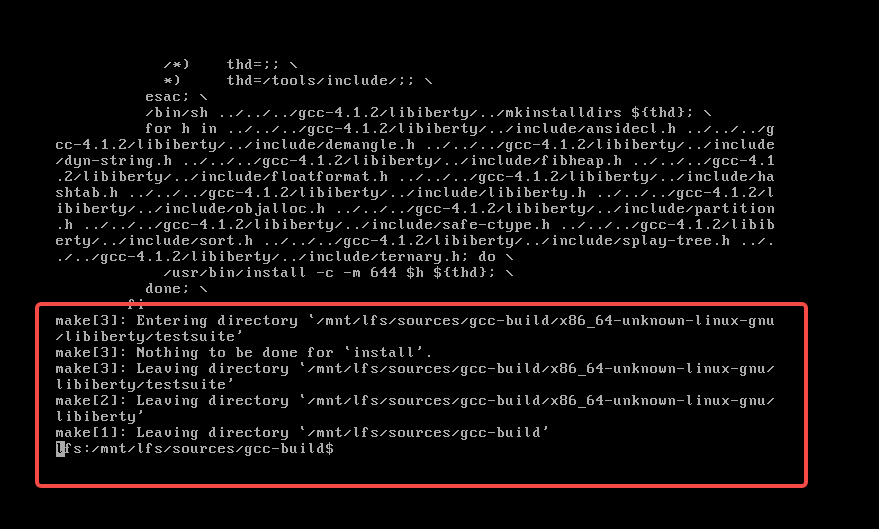 /*)    thd=;; \
*)     thd=/tools/include/;; \
esac; \
/bin/sh ../../../gcc-4.1.2/libiberty/../mkinstalldirs ${thd}; \
for h in ../../../gcc-4.1.2/libiberty/../include/ansidecl.h ../../../g
cc-4.1.2/libiberty/../include/demangle.h ../../../gcc-4.1.2/libiberty/../include
/dyn-string.h ../../../gcc-4.1.2/libiberty/../include/fibheap.h ../../../gcc-4.1
.2/libiberty/../include/floatformat.h ../../../gcc-4.1.2/libiberty/../include/ha
shtab.h ../../../gcc-4.1.2/libiberty/../include/libiberty.h ../../../gcc-4.1.2/l
ibiberty/../include/objalloc.h ../../../gcc-4.1.2/libiberty/../include/partition
.h ../../../gcc-4.1.2/libiberty/../include/safe-ctype.h ../../../gcc-4.1.2/libib
erty/../include/sort.h ../../../gcc-4.1.2/libiberty/../include/splay-tree.h ../.
./../gcc-4.1.2/libiberty/../include/ternary.h; do \
/usr/bin/install -c -m 644 $h ${thd}; \
done; \
fi
make[3]: Entering directory `/mnt/lfs/sources/gcc-build/x86_64-unknown-linux-gnu
/libiberty/testsuite'
make[3]: Nothing to be done for `install'.
make[3]: Leaving directory `/mnt/lfs/sources/gcc-build/x86_64-unknown-linux-gnu/
libiberty/testsuite'
make[2]: Leaving directory `/mnt/lfs/sources/gcc-build/x86_64-unknown-linux-gnu/
libiberty'
make[1]: Leaving directory `/mnt/lfs/sources/gcc-build'
lfs:/mnt/lfs/sources/gcc-build$